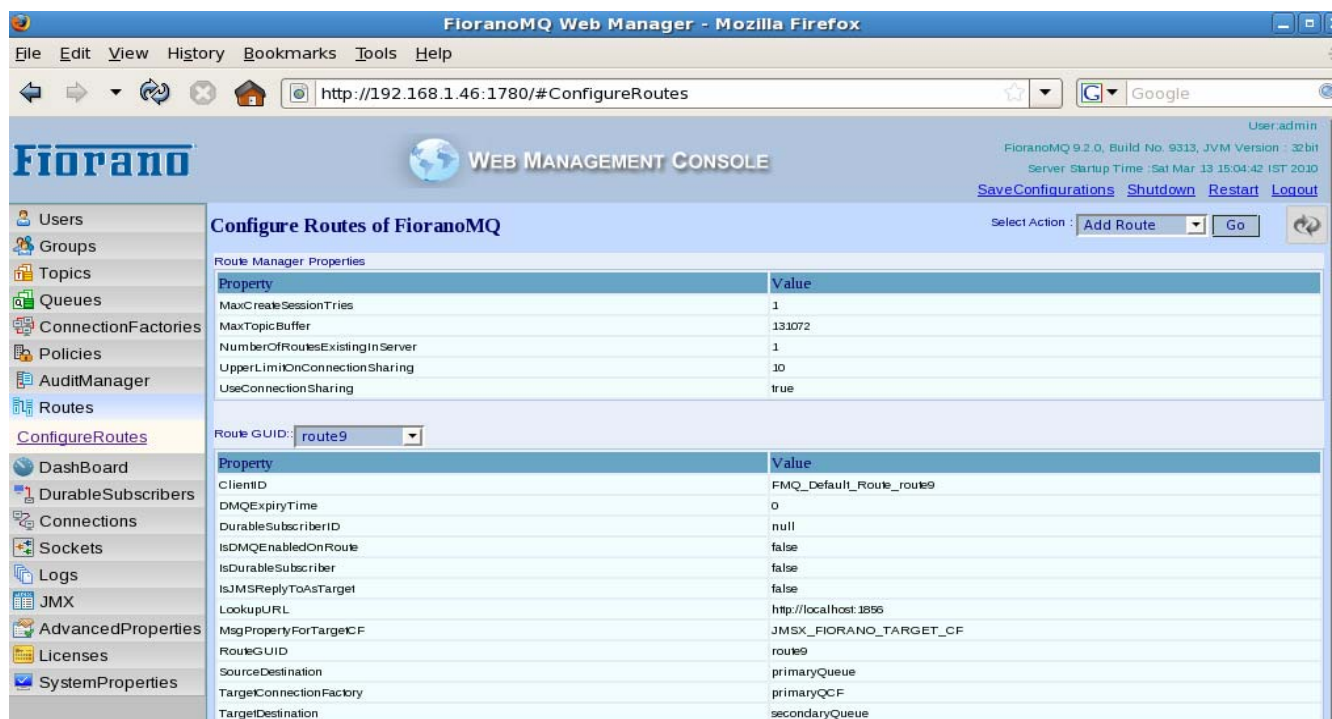 FioranoMQ Web Manager - Mozilla Firefox
File Edit View History Bookmarks Tools Help
http://192.168.1.46:1780/#ConfigureRoutes
G Google
Fiorano
WEB MANAGEMENT CONSOLE
User:admin
FioranoMQ 9.2.0, Build No. 9313, JVM Version : 32bit
Server Startup Time :Sat Mar 13 15:04:42 IST 2010
SaveConfigurations Shutdown Restart Logout
Users
Groups
Topics
Queues
ConnectionFactories
Policies
AuditManager
Routes
ConfigureRoutes
DashBoard
DurableSubscribers
Connections
Sockets
Logs
JMX
AdvancedProperties
Licenses
SystemProperties
Configure Routes of FioranoMQ
Select Action : Add Route Go
Route Manager Properties
Property Value
MaxCreateSessionTries 1
MaxTopicBuffer 131072
NumberOfRoutesExistingInServer 1
UpperLimitOnConnectionSharing 10
UseConnectionSharing true
Route GUID:: route9
Property Value
ClientID FMQ_Default_Route_route9
DMQExpiryTime 0
DurableSubscriberID null
IsDMQEnabledOnRoute false
IsDurableSubscriber false
IsJMSReplyToAsTarget false
LookupURL http://localhost:1856
MsgPropertyForTargetCF JMSX_FIORANO_TARGET_CF
RouteGUID route9
SourceDestination primaryQueue
TargetConnectionFactory primaryQCF
TargetDestination secondaryQueue